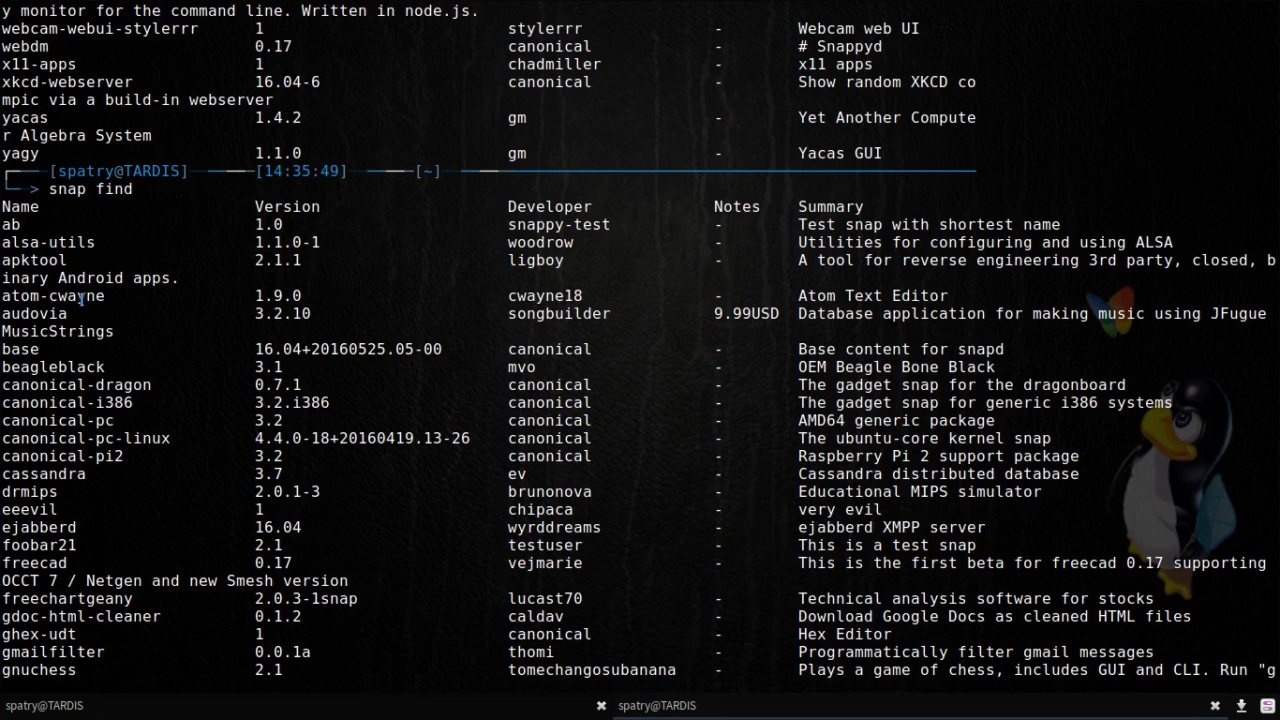 y monitor for the command line. Written in node.js.
webcam-webui-stylerrr 1 stylerrr - Webcam web UI
webdm 0.17 canonical - # Snappyd
x11-apps 1 chadmiller - x11 apps
xkcd-webserver 16.04-6 canonical - Show random XKCD co
mpic via a build-in webserver
yacas 1.4.2 gm - Yet Another Compute
r Algebra System
yagy 1.1.0 gm - Yacas GUI
[spatry@TARDIS] [14:35:49] [~]
> snap find
Name Version Developer Notes Summary
ab 1.0 snappy-test - Test snap with shortest name
alsa-utils 1.1.0-1 woodrow - Utilities for configuring and using ALSA
apktool 2.1.1 ligboy - A tool for reverse engineering 3rd party, closed, b
inary Android apps.
atom-cwayne 1.9.0 cwayne18 - Atom Text Editor
audovia 3.2.10 songbuilder 9.99USD Database application for making music using JFugue
MusicStrings
base 16.04+20160525.05-00 canonical - Base content for snapd
beagleblack 3.1 mvo - OEM Beagle Bone Black
canonical-dragon 0.7.1 canonical - The gadget snap for the dragonboard
canonical-i386 3.2.i386 canonical - The gadget snap for generic i386 systems
canonical-pc 3.2 canonical - AMD64 generic package
canonical-pc-linux 4.4.0-18+20160419.13-26 canonical - The ubuntu-core kernel snap
canonical-pi2 3.2 canonical - Raspberry Pi 2 support package
cassandra 3.7 ev - Cassandra distributed database
drmips 2.0.1-3 brunonova - Educational MIPS simulator
eeevil 1 chipaca - very evil
ejabberd 16.04 wyrddreams - ejabberd XMPP server
foobar21 2.1 testuser - This is a test snap
freecad 0.17 vejmarie - This is the first beta for freecad 0.17 supporting
OCCT 7 / Netgen and new Smesh version
freechartgeany 2.0.3-1snap lucast70 - Technical analysis software for stocks
gdoc-html-cleaner 0.1.2 caldav - Download Google Docs as cleaned HTML files
ghex-udt 1 canonical - Hex Editor
gmailfilter 0.0.1a thomi - Programmatically filter gmail messages
gnuchess 2.1 tomechangosubanana - Plays a game of chess, includes GUI and CLI. Run "g
spatry@TARDIS spatry@TARDIS